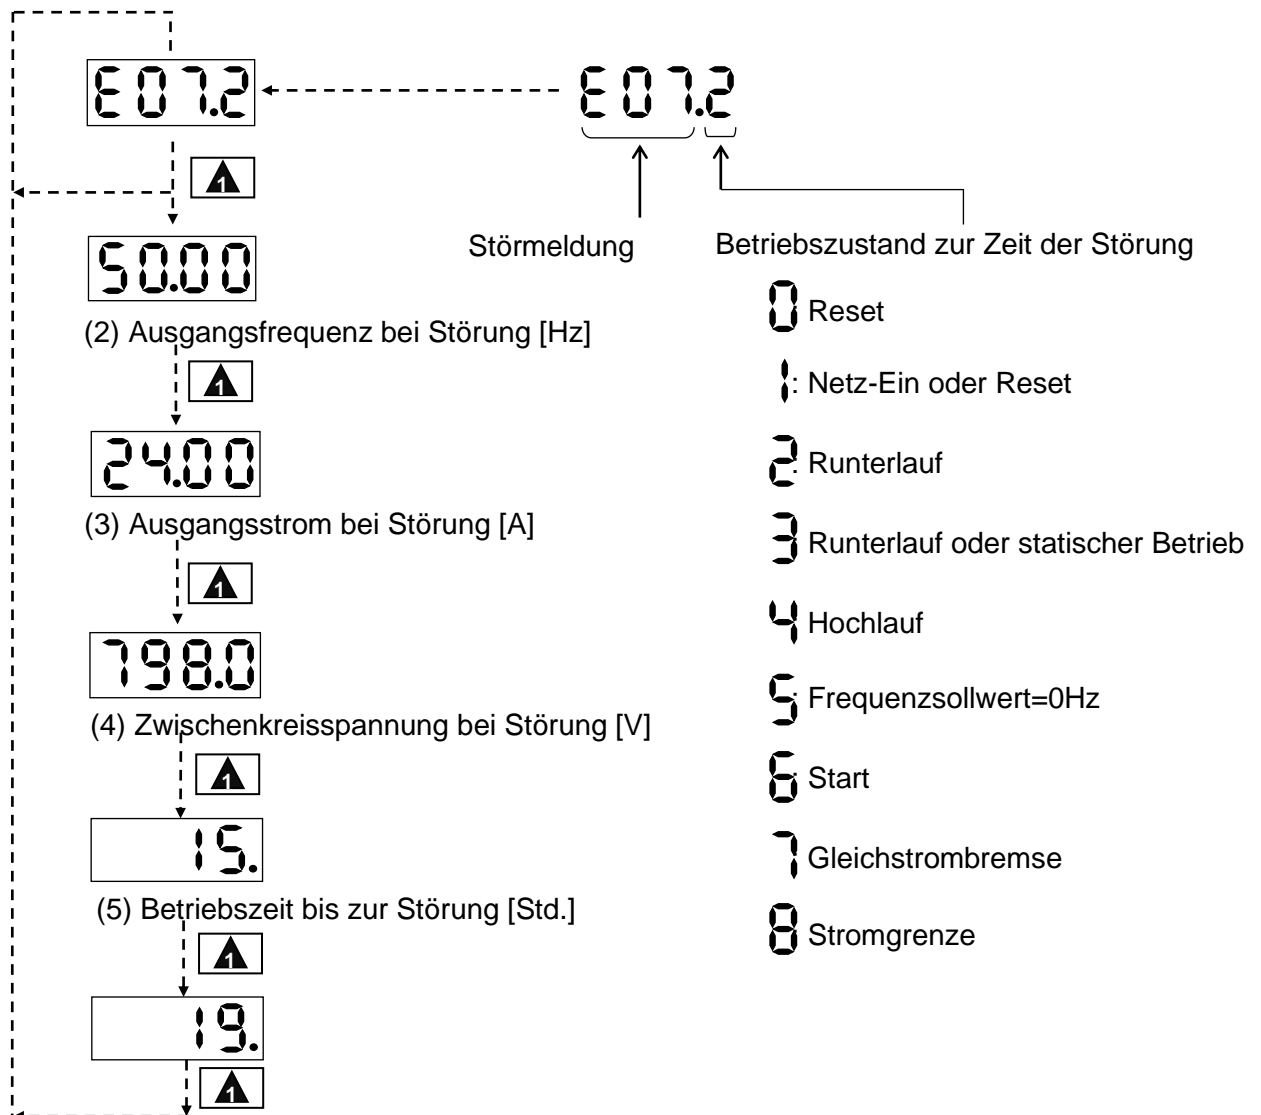 E07.2
E07.2
1
Störmeldung
Betriebszustand zur Zeit der Störung
50.00
(2) Ausgangsfrequenz bei Störung [Hz]
1
24.00
(3) Ausgangsstrom bei Störung [A]
1
798.0
(4) Zwischenkreisspannung bei Störung [V]
1
15.
(5) Betriebszeit bis zur Störung [Std.]
1
19.
1
0: Reset
1: Netz-Ein oder Reset
2: Runterlauf
3: Runterlauf oder statischer Betrieb
4: Hochlauf
5: Frequenzsollwert=0Hz
6: Start
7: Gleichstrombremse
8: Stromgrenze